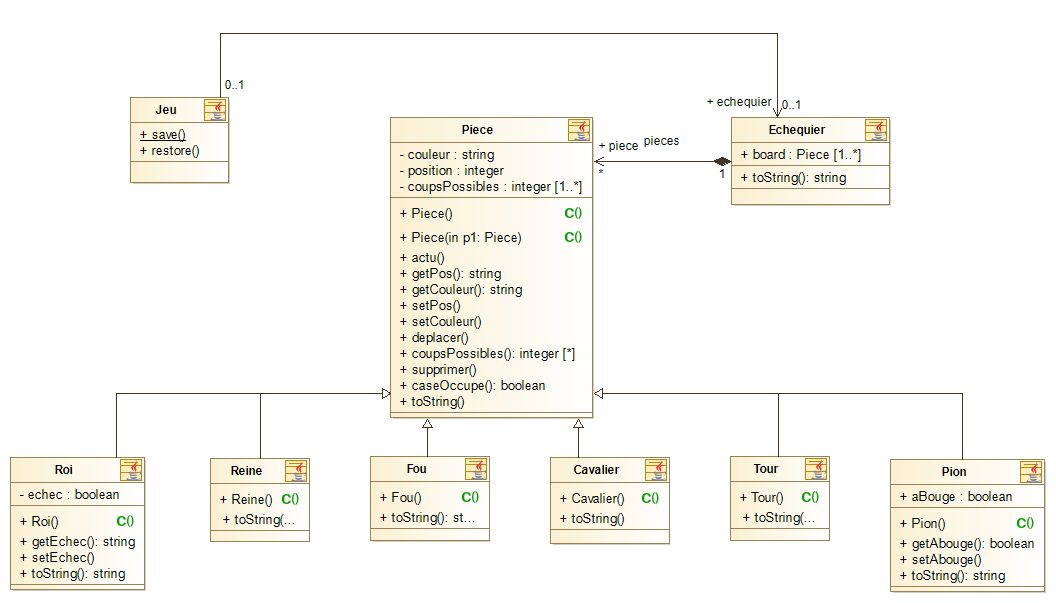 0..1
Jeu
+ save()
+ restore()
+ echequier
0..1
Echequier
+ board : Piece [1..*]
+ toString(): string
+ piece
pieces
*
1
Piece
- couleur : string
- position : integer
- coupsPossibles : integer [1..*]
+ Piece() C()
+ Piece(in p1: Piece) C()
+ actu()
+ getPos(): string
+ getCouleur(): string
+ setPos()
+ setCouleur()
+ deplacer()
+ coupsPossibles(): integer [*]
+ supprimer()
+ caseOccupe(): boolean
+ toString()
Roi
- echec : boolean
+ Roi() C()
+ getEchec(): string
+ setEchec()
+ toString(): string
Reine
+ Reine() C()
+ toString(...
Fou
+ Fou() C()
+ toString(): st...
Cavalier
+ Cavalier() C()
+ toString()
Tour
+ Tour() C()
+ toString(...
Pion
+ aBouge : boolean
+ Pion() C()
+ getAbouge(): boolean
+ setAbouge()
+ toString(): string